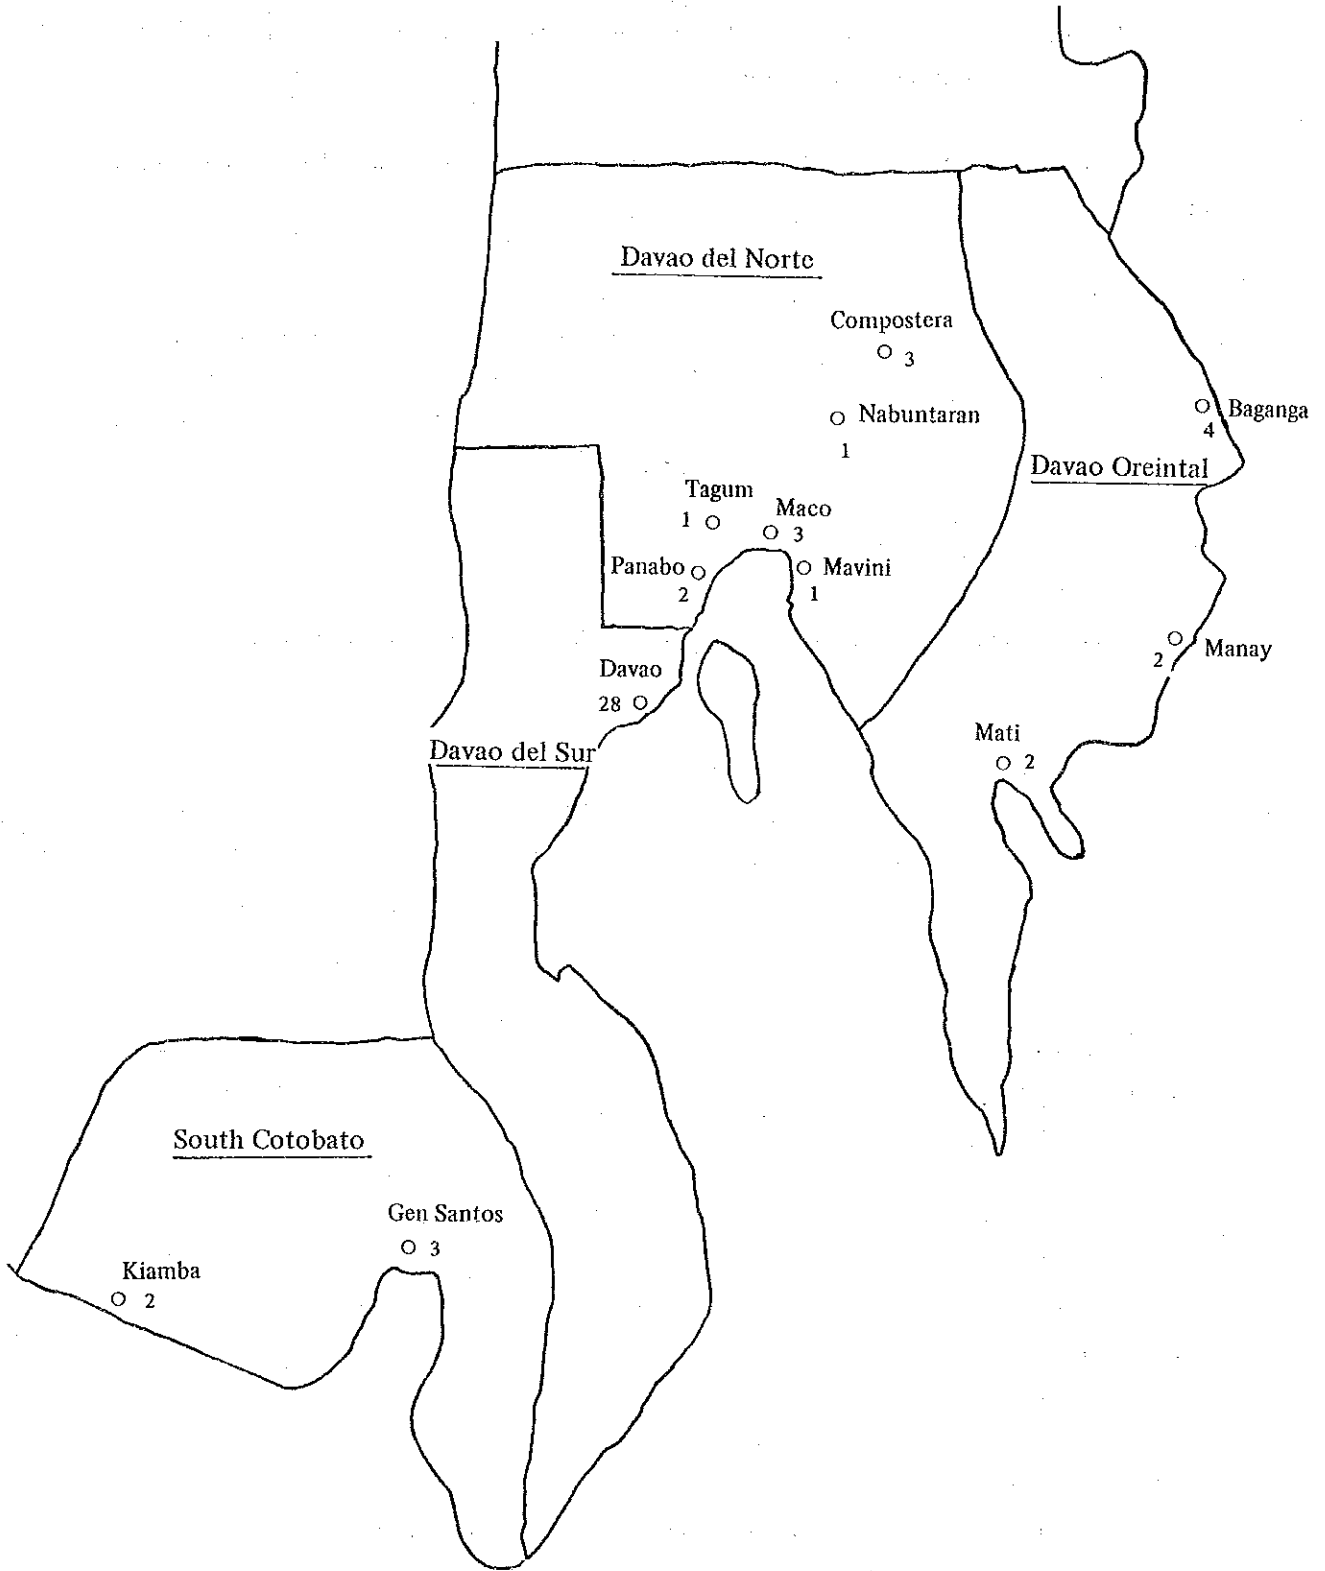 Davao del Norte
Compostera
3
Nabuntaran
1
Baganga
4
Davao Oreintal
Tagum
1
Maco
3
Panabo
2
Mavini
1
Manay
2
Davao
28
Mati
2
Davao del Sur
South Cotobato
Gen Santos
3
Kiamba
2